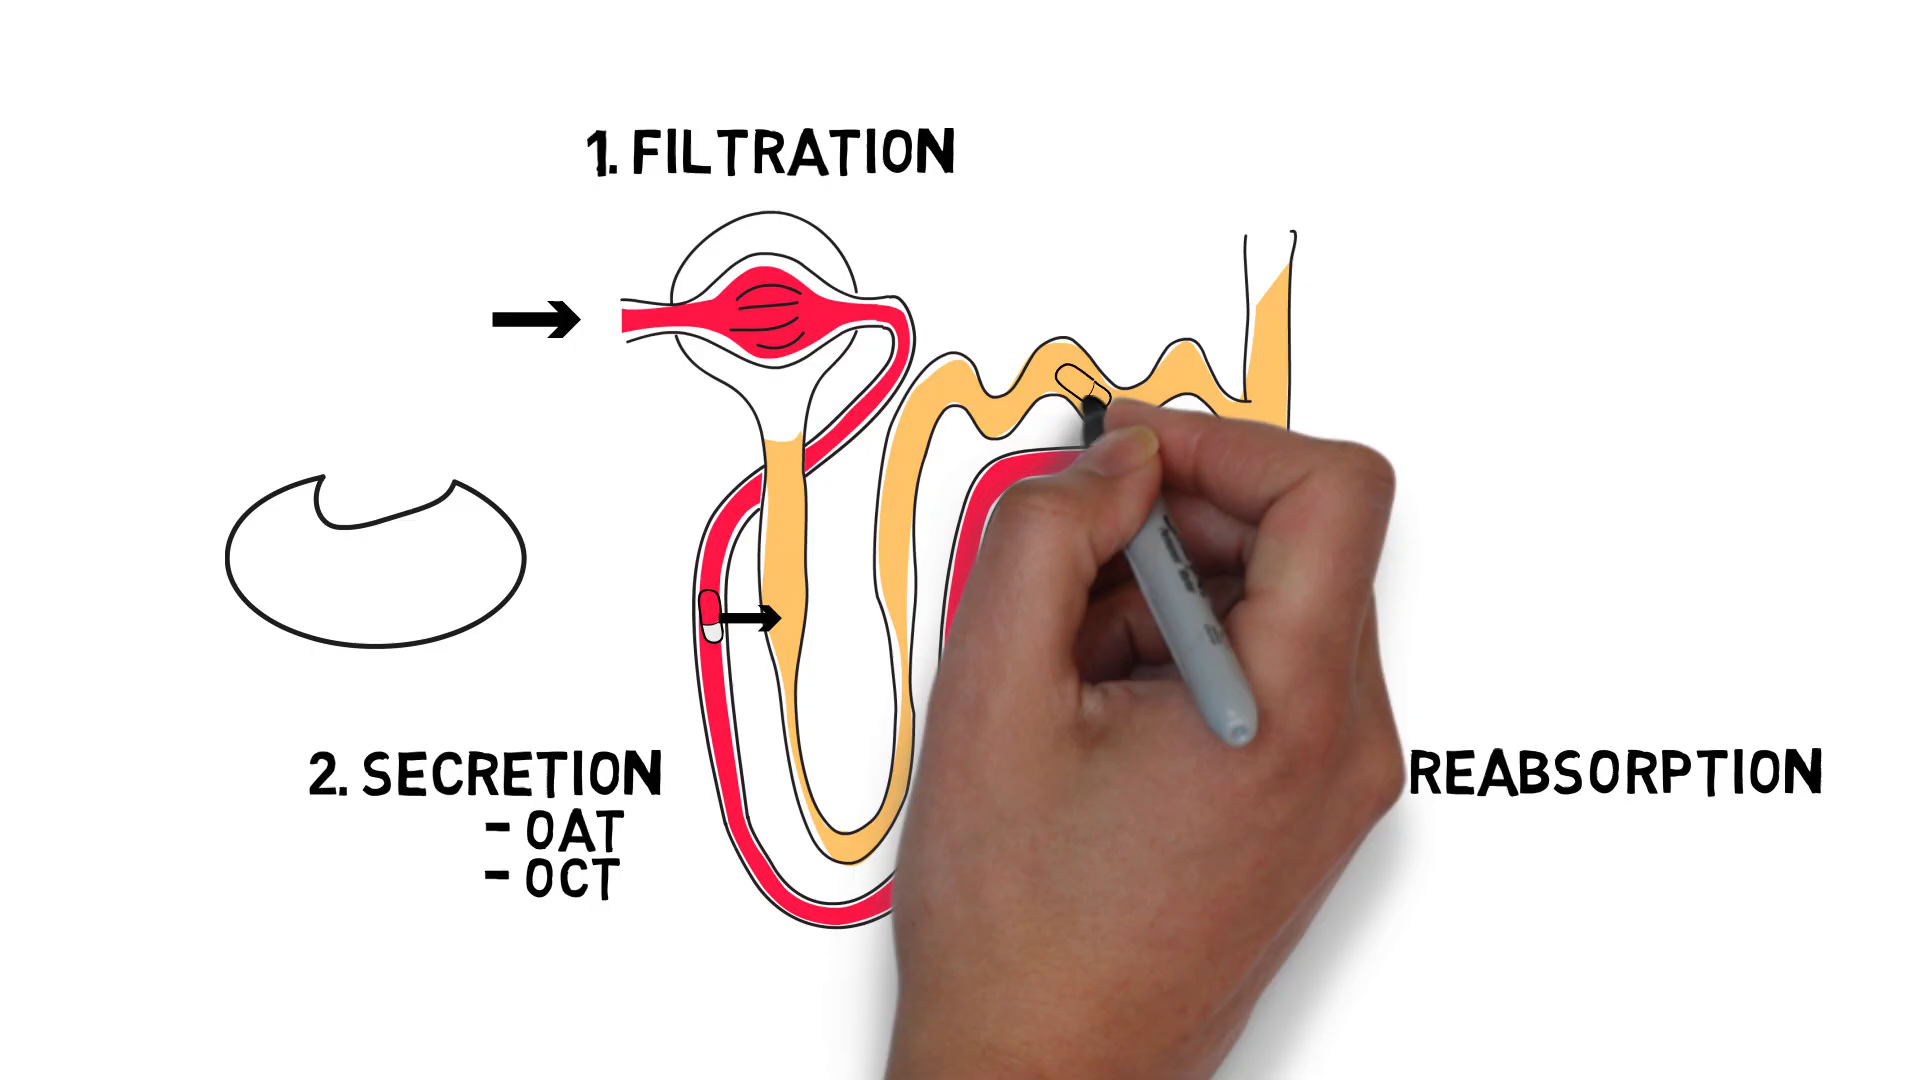 1. FILTRATION
2. SECRETION
- OAT
- OCT
REABSORPTION